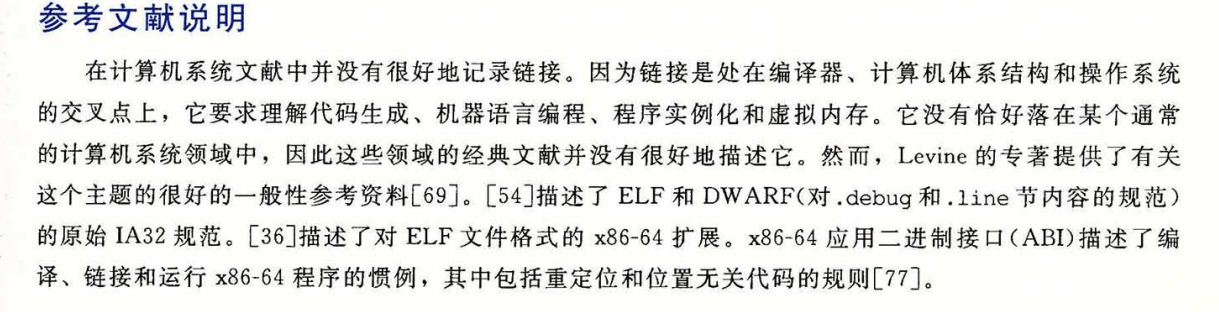 参考文献说明
在计算机系统文献中并没有很好地记录链接。因为链接是处在编译器、计算机体系结构和操作系统
的交叉点上，它要求理解代码生成、机器语言编程、程序实例化和虚拟内存。它没有恰好落在某个通常
的计算机系统领域中，因此这些领域的经典文献并没有很好地描述它。然而，Levine 的专著提供了有关
这个主题的很好的一般性参考资料[69]。[54]描述了 ELF 和 DWARF(对.debug 和.line 节内容的规范)
的原始 IA32 规范。[36]描述了对 ELF 文件格式的 x86-64 扩展。x86-64 应用二进制接口(ABI)描述了编
译、链接和运行 x86-64 程序的惯例，其中包括重定位和位置无关代码的规则[77]。